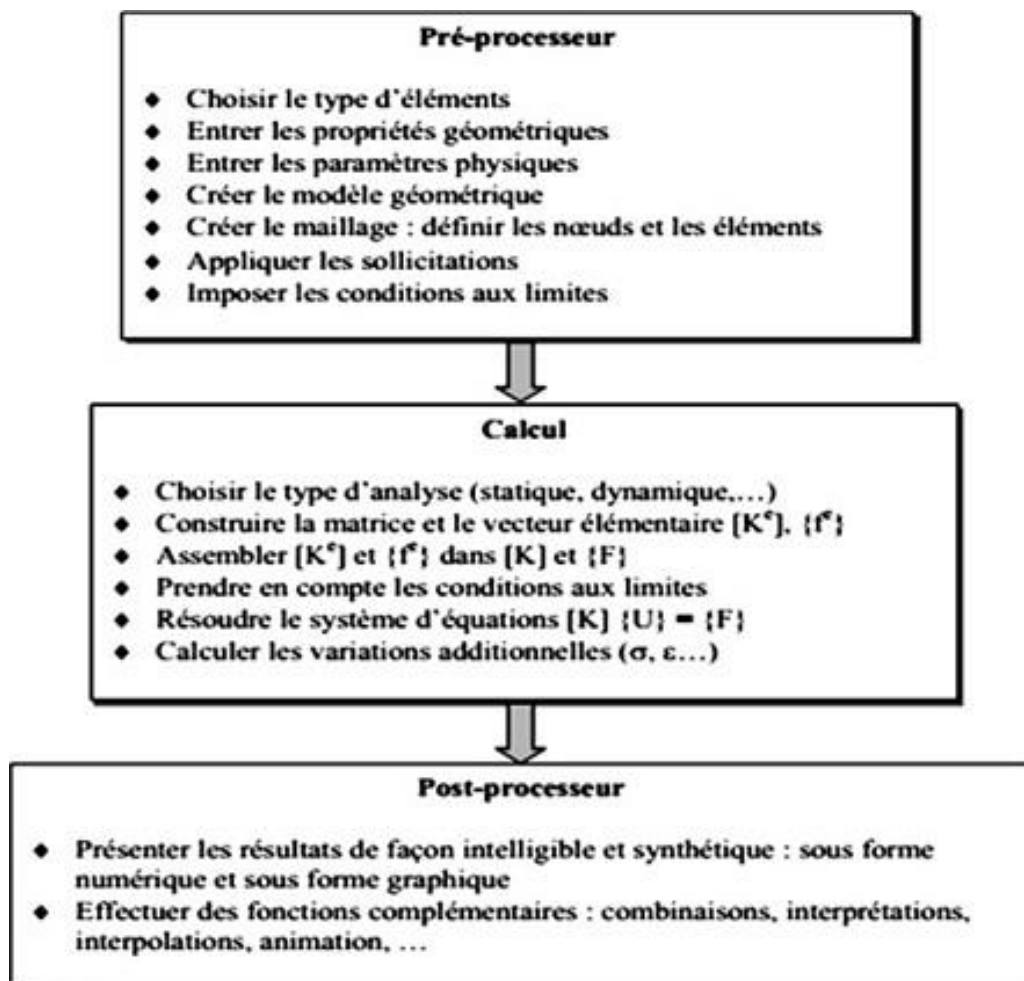 Pré-processeur
◆ Choisir le type d'éléments
◆ Entrer les propriétés géométriques
◆ Entrer les paramètres physiques
◆ Créer le modèle géométrique
◆ Créer le maillage : définir les nœuds et les éléments
◆ Appliquer les sollicitations
◆ Imposer les conditions aux limites
Calcul
◆ Choisir le type d'analyse (statique, dynamique,…)
◆ Construire la matrice et le vecteur élémentaire [Kᵉ], {fᵉ}
◆ Assembler [Kᵉ] et {fᵉ} dans [K] et {F}
◆ Prendre en compte les conditions aux limites
◆ Résoudre le système d'équations [K] {U} = {F}
◆ Calculer les variations additionnelles (σ, ε…)
Post-processeur
◆ Présenter les résultats de façon intelligible et synthétique : sous forme
numérique et sous forme graphique
◆ Effectuer des fonctions complémentaires : combinaisons, interprétations,
interpolations, animation, …